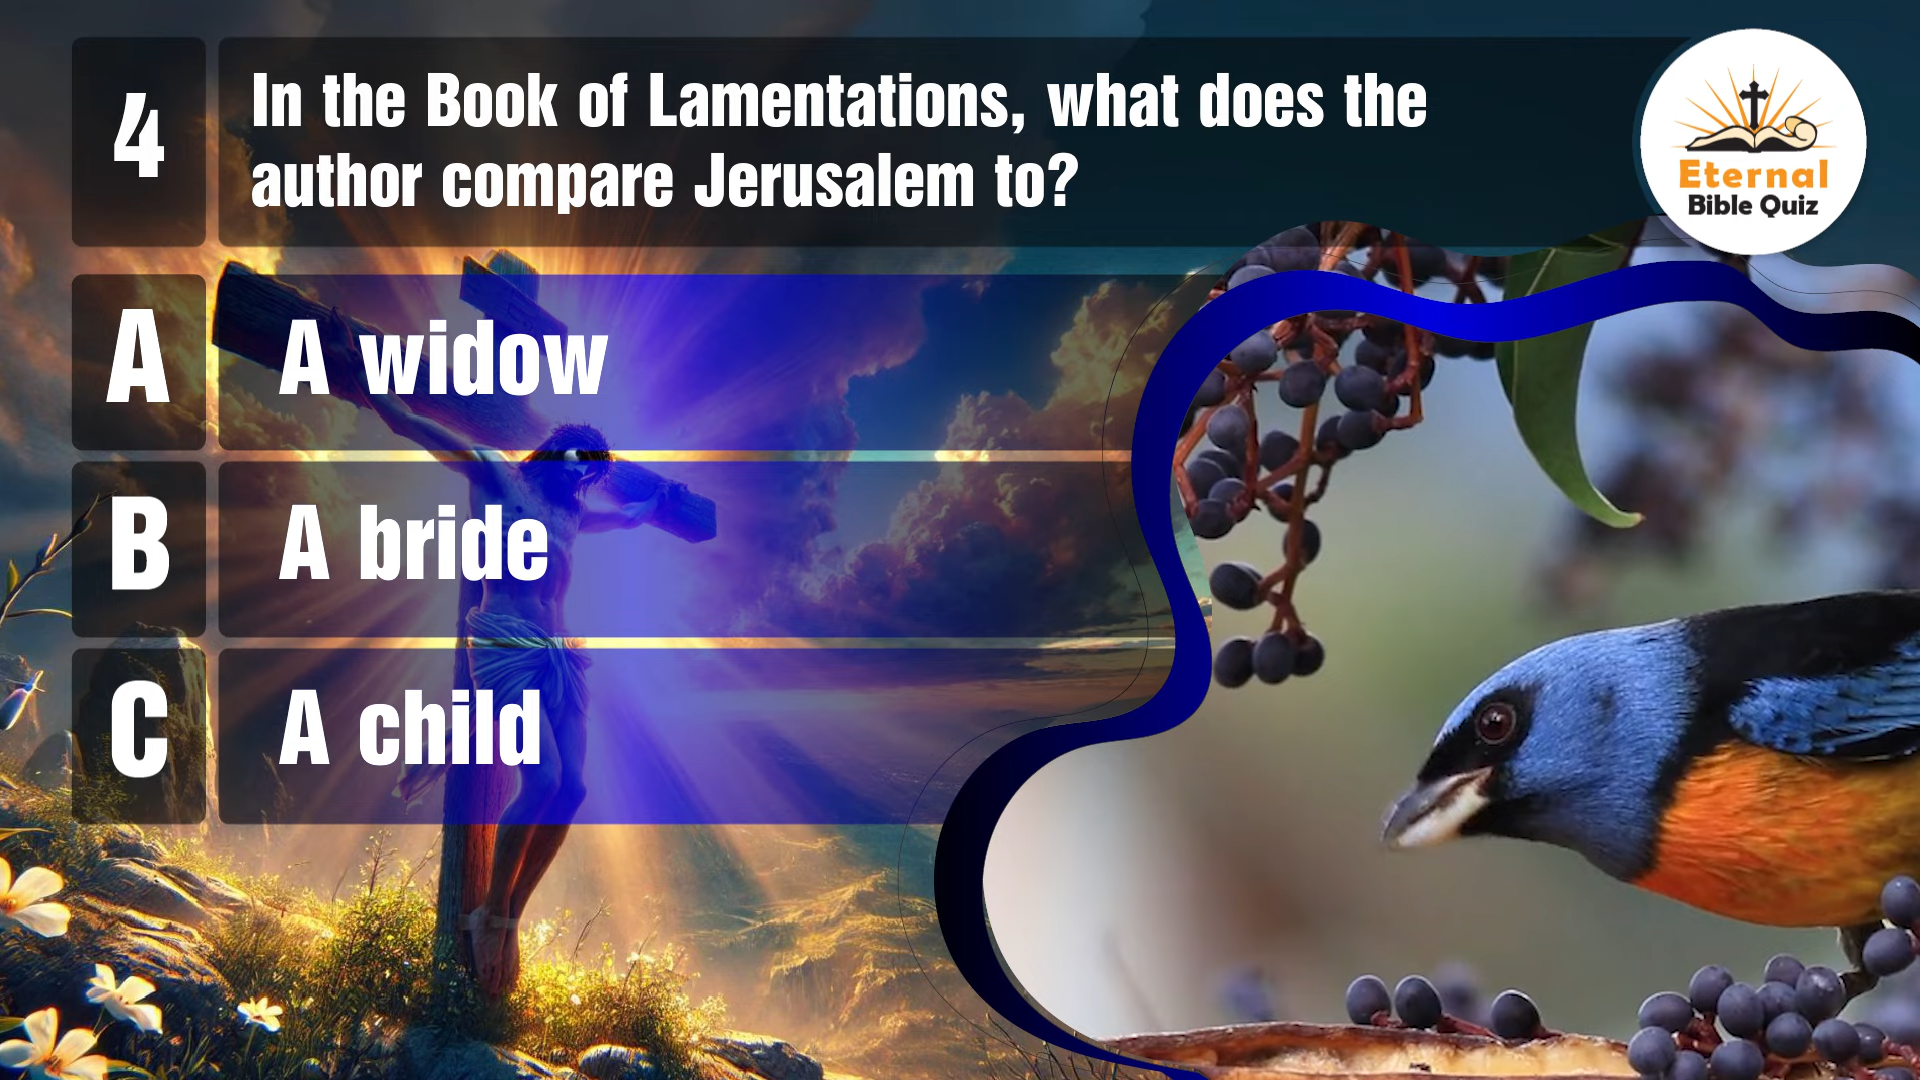 4
In the Book of Lamentations, what does the
author compare Jerusalem to?
Eternal
Bible Quiz
A
A widow
B
A bride
C
A child